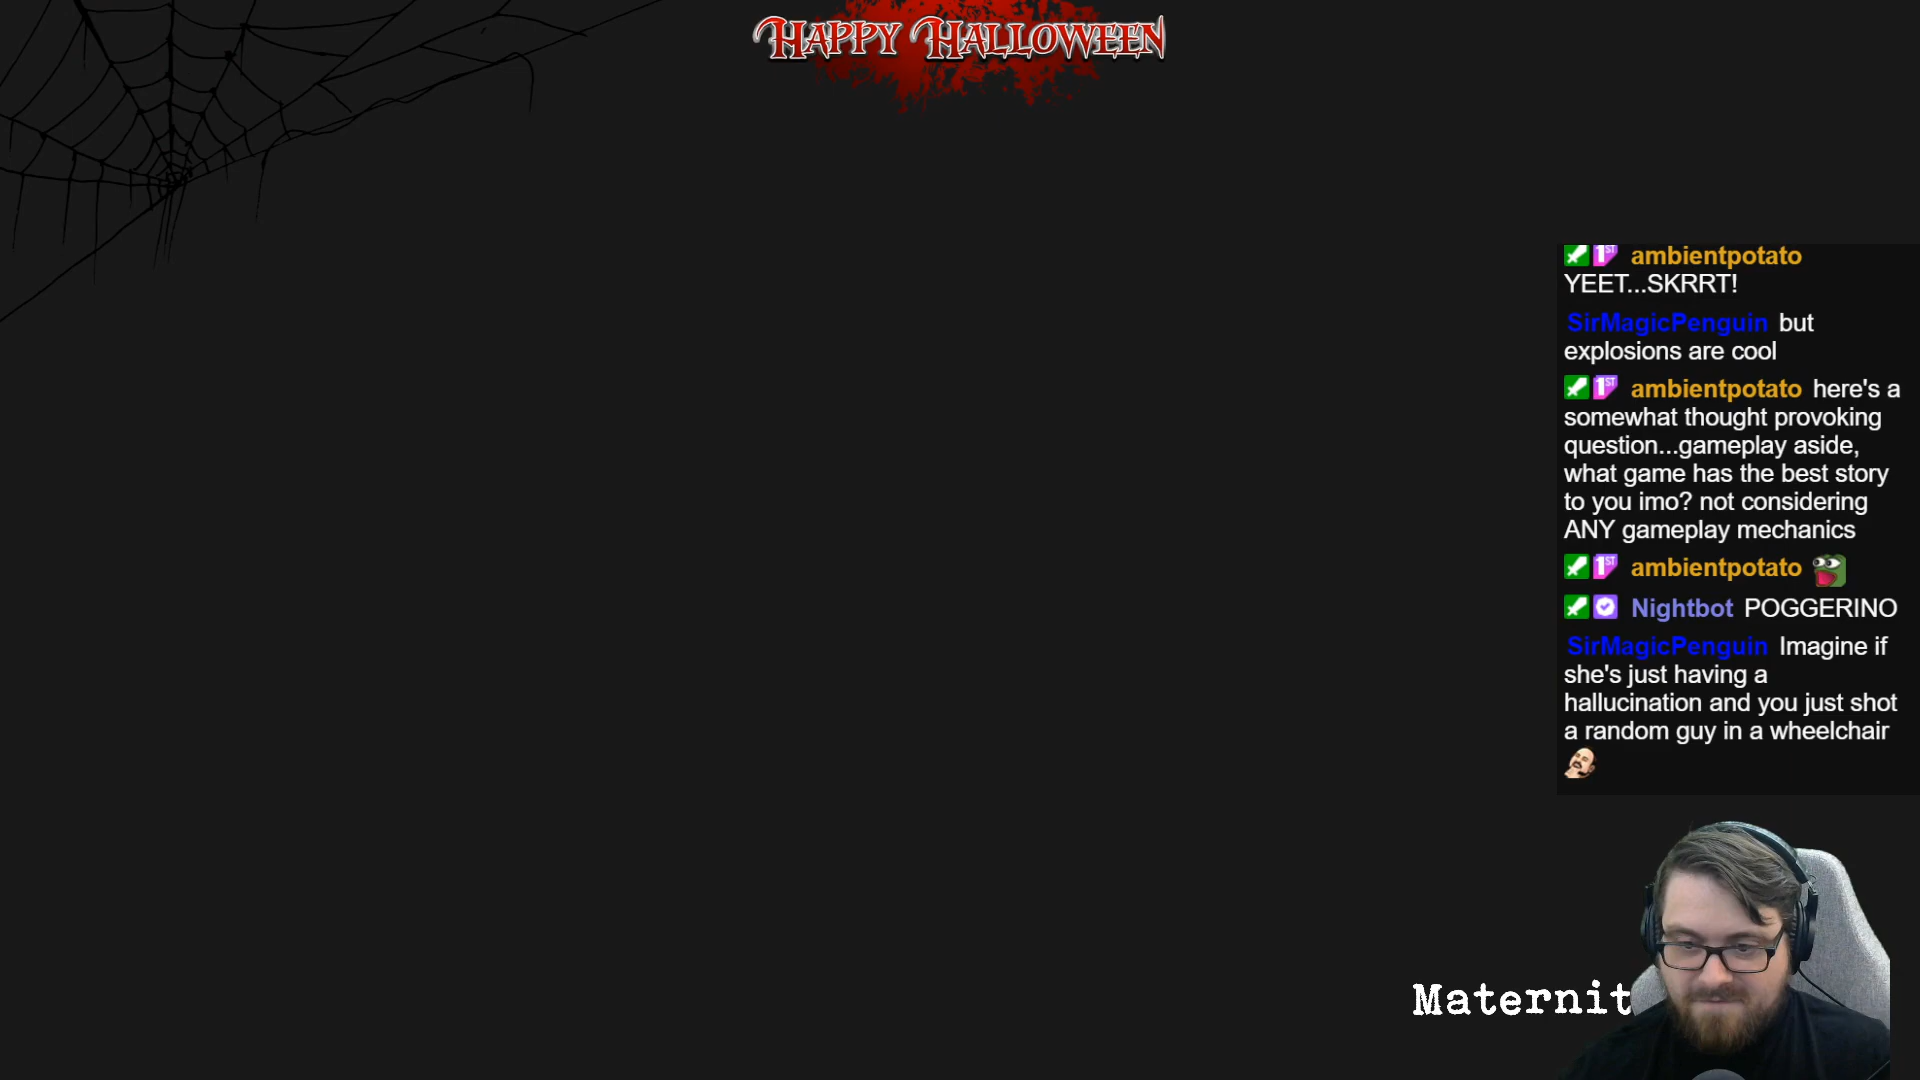 Happy Halloween
ambientpotato
YEET...SKRRT!
SirMagicPenguin but
explosions are cool
1ST ambientpotato here's a
somewhat thought provoking
question...gameplay aside,
what game has the best story
to you imo? not considering
ANY gameplay mechanics
1ST ambientpotato
Nightbot POGGERINO
SirMagicPenguin Imagine if
she's just having a
hallucination and you just shot
a random guy in a wheelchair
Maternit